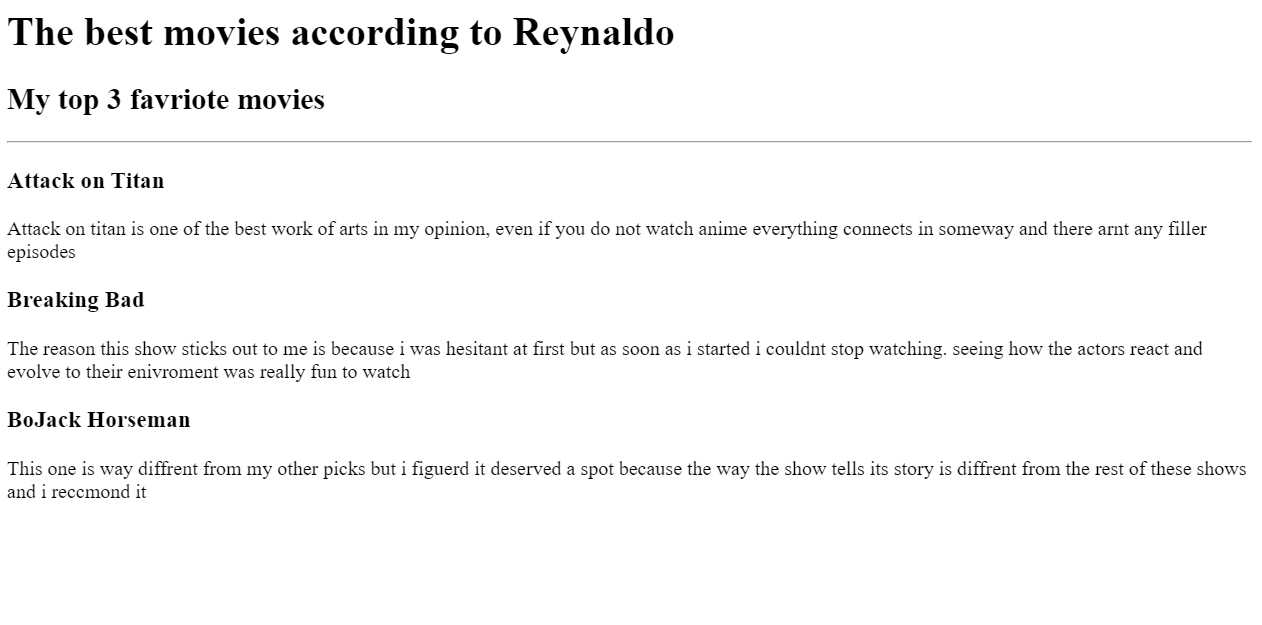 The best movies according to Reynaldo
My top 3 favriote movies
Attack on Titan
Attack on titan is one of the best work of arts in my opinion, even if you do not watch anime everything connects in someway and there arnt any filler
episodes
Breaking Bad
The reason this show sticks out to me is because i was hesitant at first but as soon as i started i couldnt stop watching. seeing how the actors react and
evolve to their enivroment was really fun to watch
BoJack Horseman
This one is way diffrent from my other picks but i figuerd it deserved a spot because the way the show tells its story is diffrent from the rest of these shows
and i reccmond it